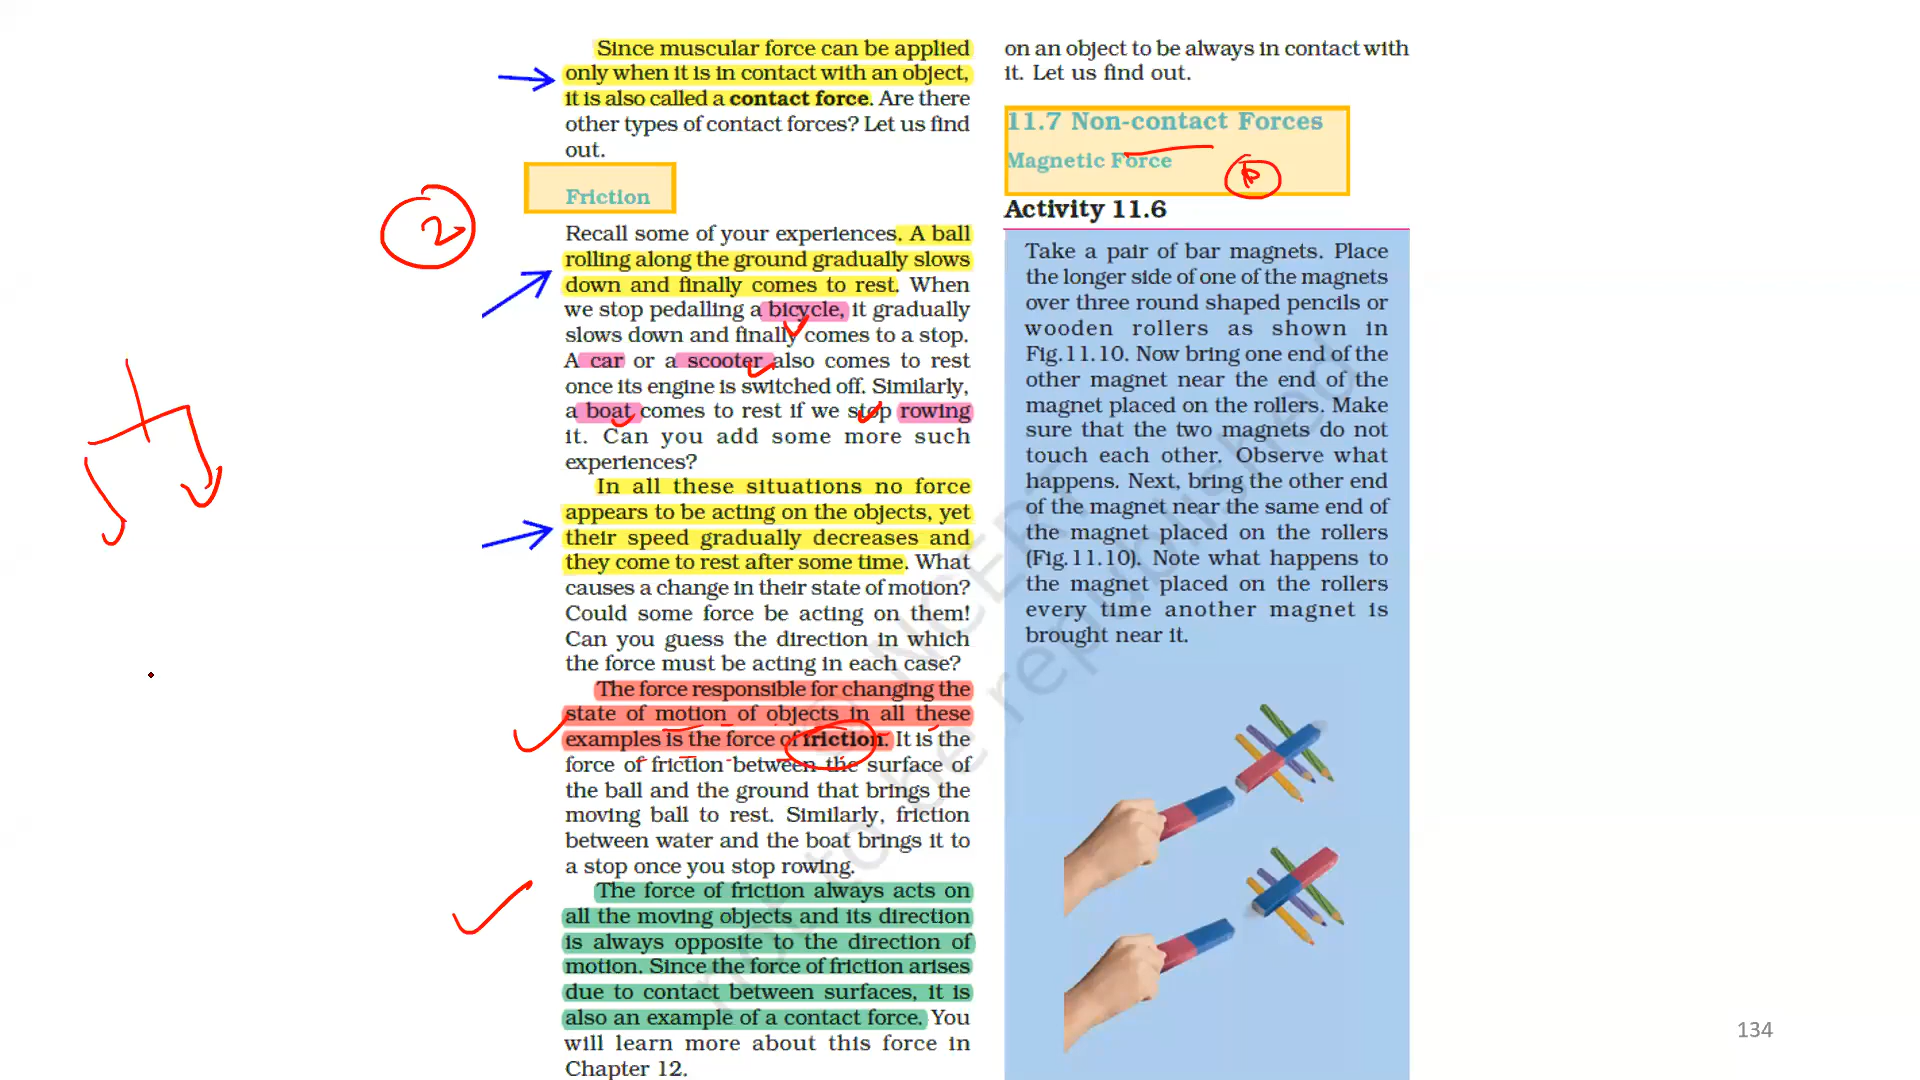 Since muscular force can be applied
only when it is in contact with an object,
it is also called a contact force. Are there
other types of contact forces? Let us find
out.
Friction
2
Recall some of your experiences. A ball
rolling along the ground gradually slows
down and finally comes to rest. When
we stop pedalling a bicycle, it gradually
slows down and finally comes to a stop.
A car or a scooter also comes to rest
once its engine is switched off. Similarly,
a boat comes to rest if we stop rowing
it. Can you add some more such
experiences?
In all these situations no force
appears to be acting on the objects, yet
their speed gradually decreases and
they come to rest after some time. What
causes a change in their state of motion?
Could some force be acting on them!
Can you guess the direction in which
the force must be acting in each case?
The force responsible for changing the
state of motion of objects in all these
examples is the force of friction. It is the
force of friction between the surface of
the ball and the ground that brings the
moving ball to rest. Similarly, friction
between water and the boat brings it to
a stop once you stop rowing.
The force of friction always acts on
all the moving objects and its direction
is always opposite to the direction of
motion. Since the force of friction arises
due to contact between surfaces, it is
also an example of a contact force. You
will learn more about this force in
Chapter 12.
on an object to be always in contact with
it. Let us find out.
11.7 Non-contact Forces
Magnetic Force
Activity 11.6
Take a pair of bar magnets. Place
the longer side of one of the magnets
over three round shaped pencils or
wooden rollers as shown in
Fig.11.10. Now bring one end of the
other magnet near the end of the
magnet placed on the rollers. Make
sure that the two magnets do not
touch each other. Observe what
happens. Next, bring the other end
of the magnet near the same end of
the magnet placed on the rollers
(Fig.11.10). Note what happens to
the magnet placed on the rollers
every time another magnet is
brought near it.
NCERT
not to be republished
134